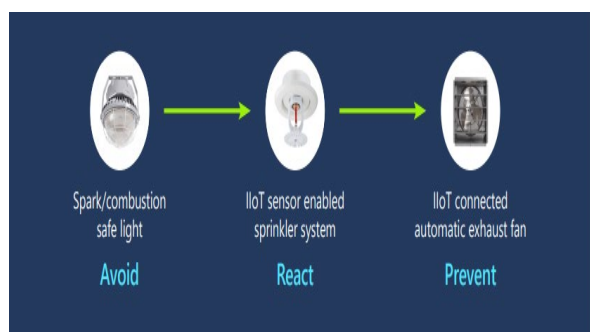 Spark/combustion
safe light
Avoid
IIoT sensor enabled
sprinkler system
React
IIoT connected
automatic exhaust fan
Prevent